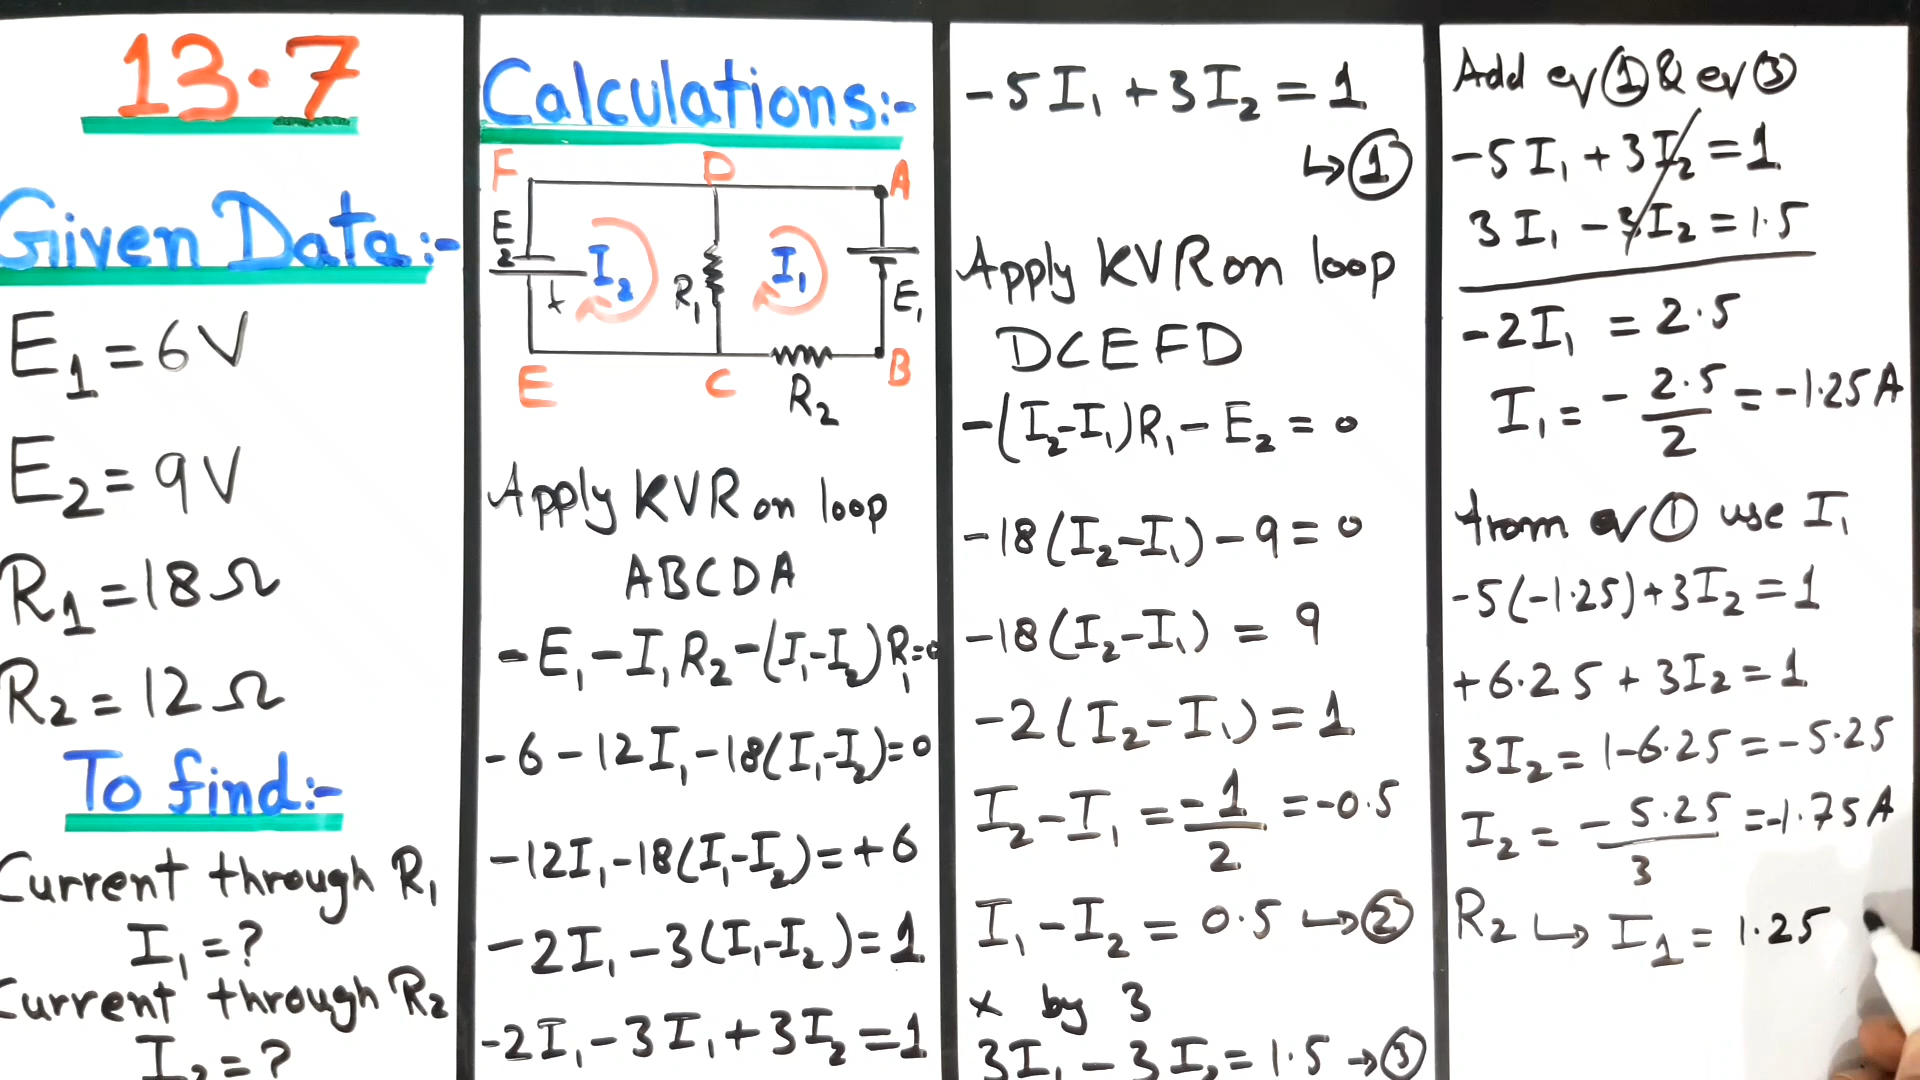 13.7
Given Data:-
E₁ = 6V
E₂ = 9V
R₁ = 18Ω
R₂ = 12Ω
To find:-
Current through R₁
I₁ = ?
Current through R₂
I₂ = ?
Calculations:-
F D A
E₂ I₂ R₁ I₁ E₁
+
E C B
R₂
Apply KVR on loop
ABCDA
-E₁ - I₁R₂ - (I₁-I₂)R₁ = 0
-6 - 12I₁ - 18(I₁-I₂) = 0
-12I₁ - 18(I₁-I₂) = +6
-2I₁ - 3(I₁-I₂) = 1
-2I₁ - 3I₁ + 3I₂ = 1
-5I₁ + 3I₂ = 1
↳ ①
Apply KVR on loop
DCEFD
-(I₂-I₁)R₁ - E₂ = 0
-18(I₂-I₁) - 9 = 0
-18(I₂-I₁) = 9
-2(I₂-I₁) = 1
I₂-I₁ = -1/2 = -0.5
I₁ - I₂ = 0.5 ↳ ②
× by 3
3I₁ - 3I₂ = 1.5 → ③
Add eq ① & eq ③
-5I₁ + 3I₂ = 1
3I₁ - 3I₂ = 1.5
-2I₁ = 2.5
I₁ = -2.5/2 = -1.25A
from eq ① use I₁
-5(-1.25) + 3I₂ = 1
+6.25 + 3I₂ = 1
3I₂ = 1-6.25 = -5.25
I₂ = -5.25/3 = -1.75A
R₂ ↳ I₁ = 1.25